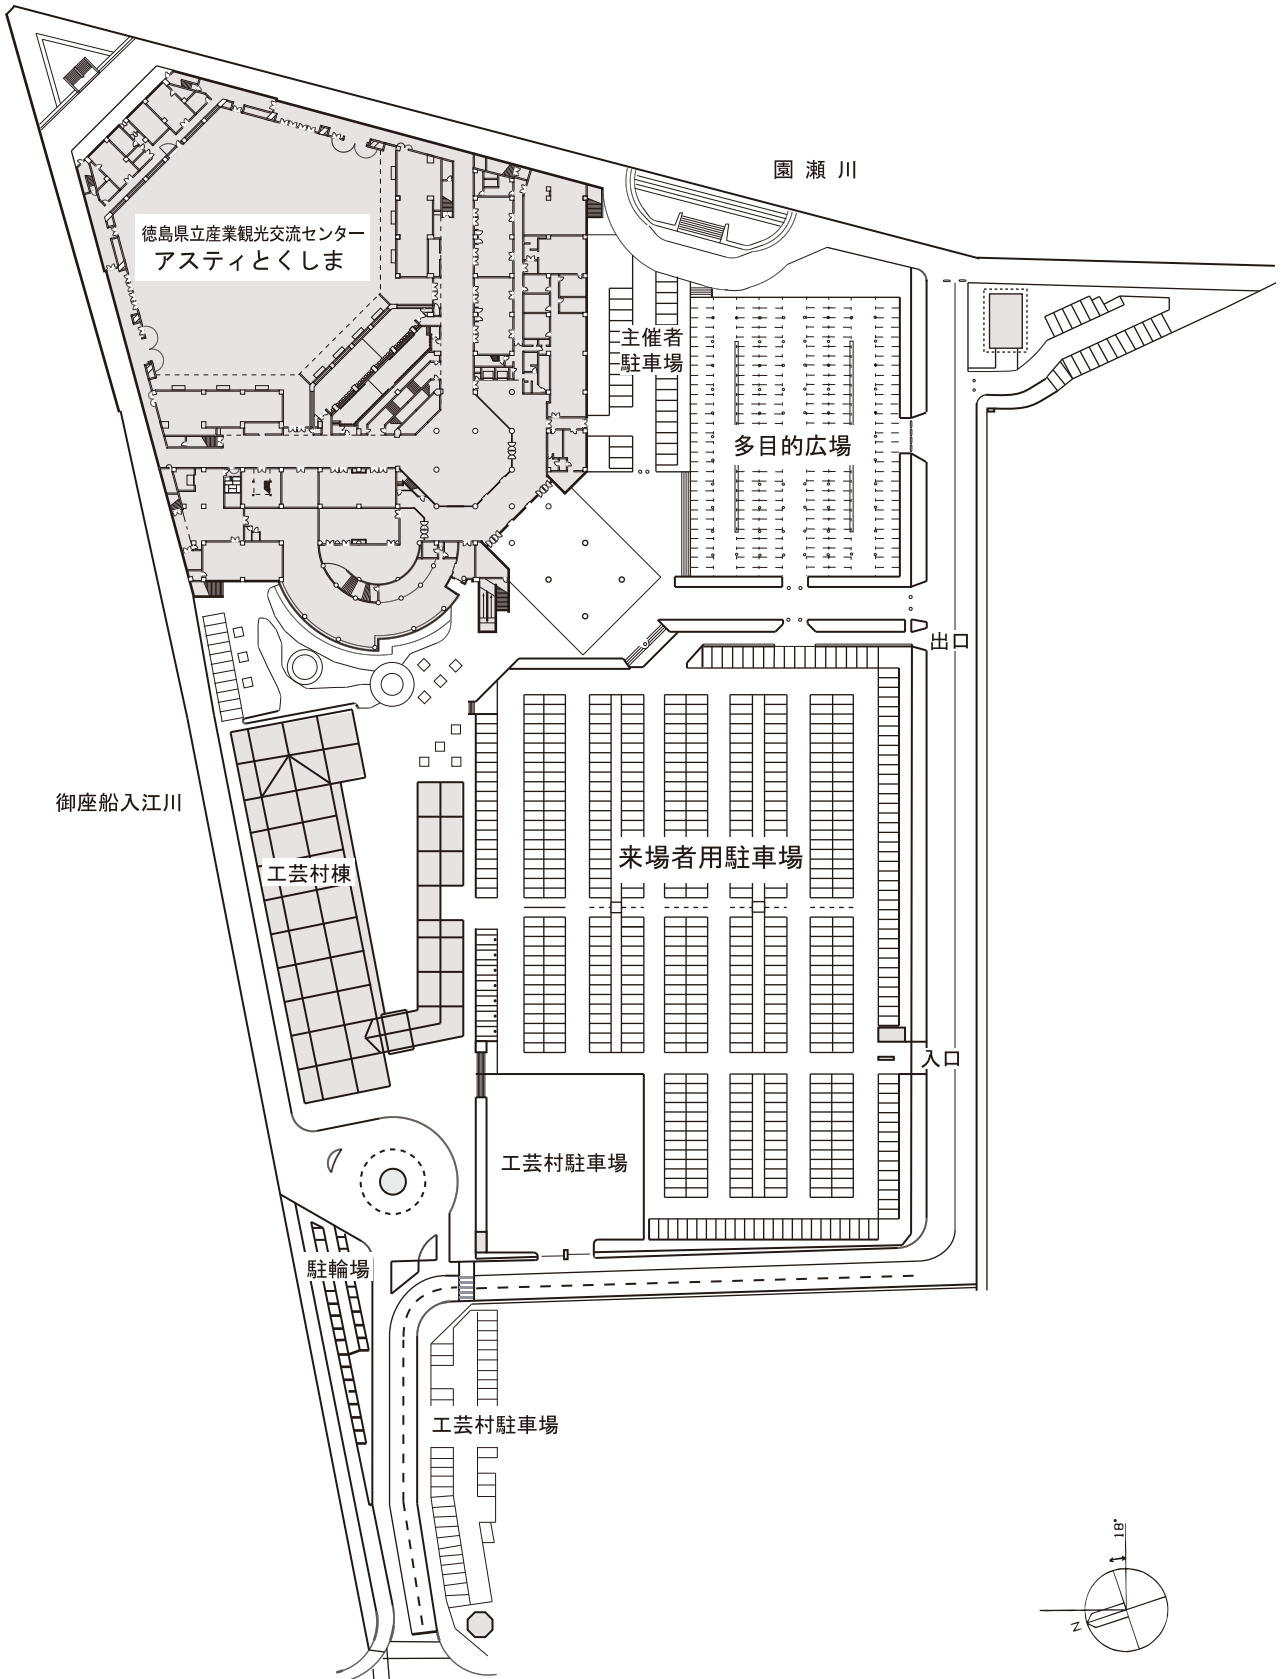 園瀬川
徳島県立産業観光交流センター
アスティとくしま
主催者
駐車場
多目的広場
出口
御座船入江川
来場者用駐車場
工芸村棟
入口
工芸村駐車場
駐輪場
工芸村駐車場
18°
N